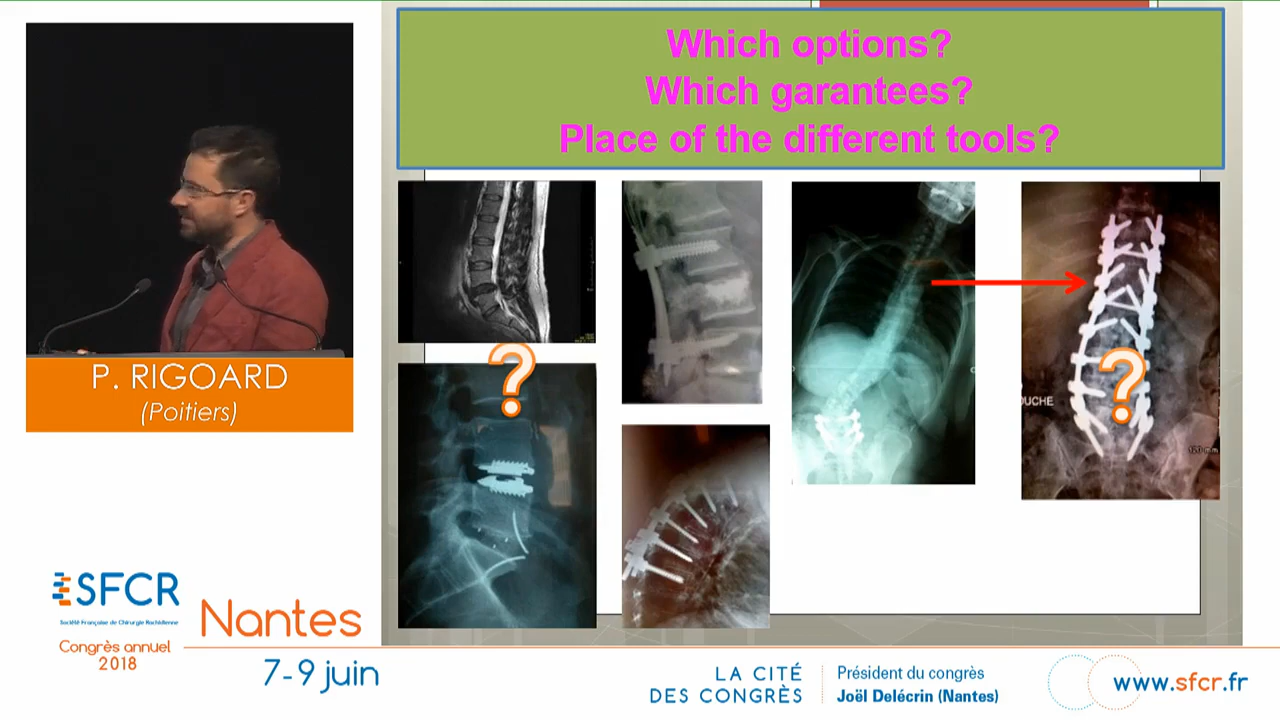 Which options?
Which garantees?
Place of the different tools?
?
?
P. RIGOARD
(Poitiers)
SFCR
Société Française de Chirurgie Rachidienne
Nantes
Congrès annuel
2018
7-9 juin
LA CITÉ
DES CONGRÈS
Président du congrès
Joël Delécrin (Nantes)
www.sfcr.fr